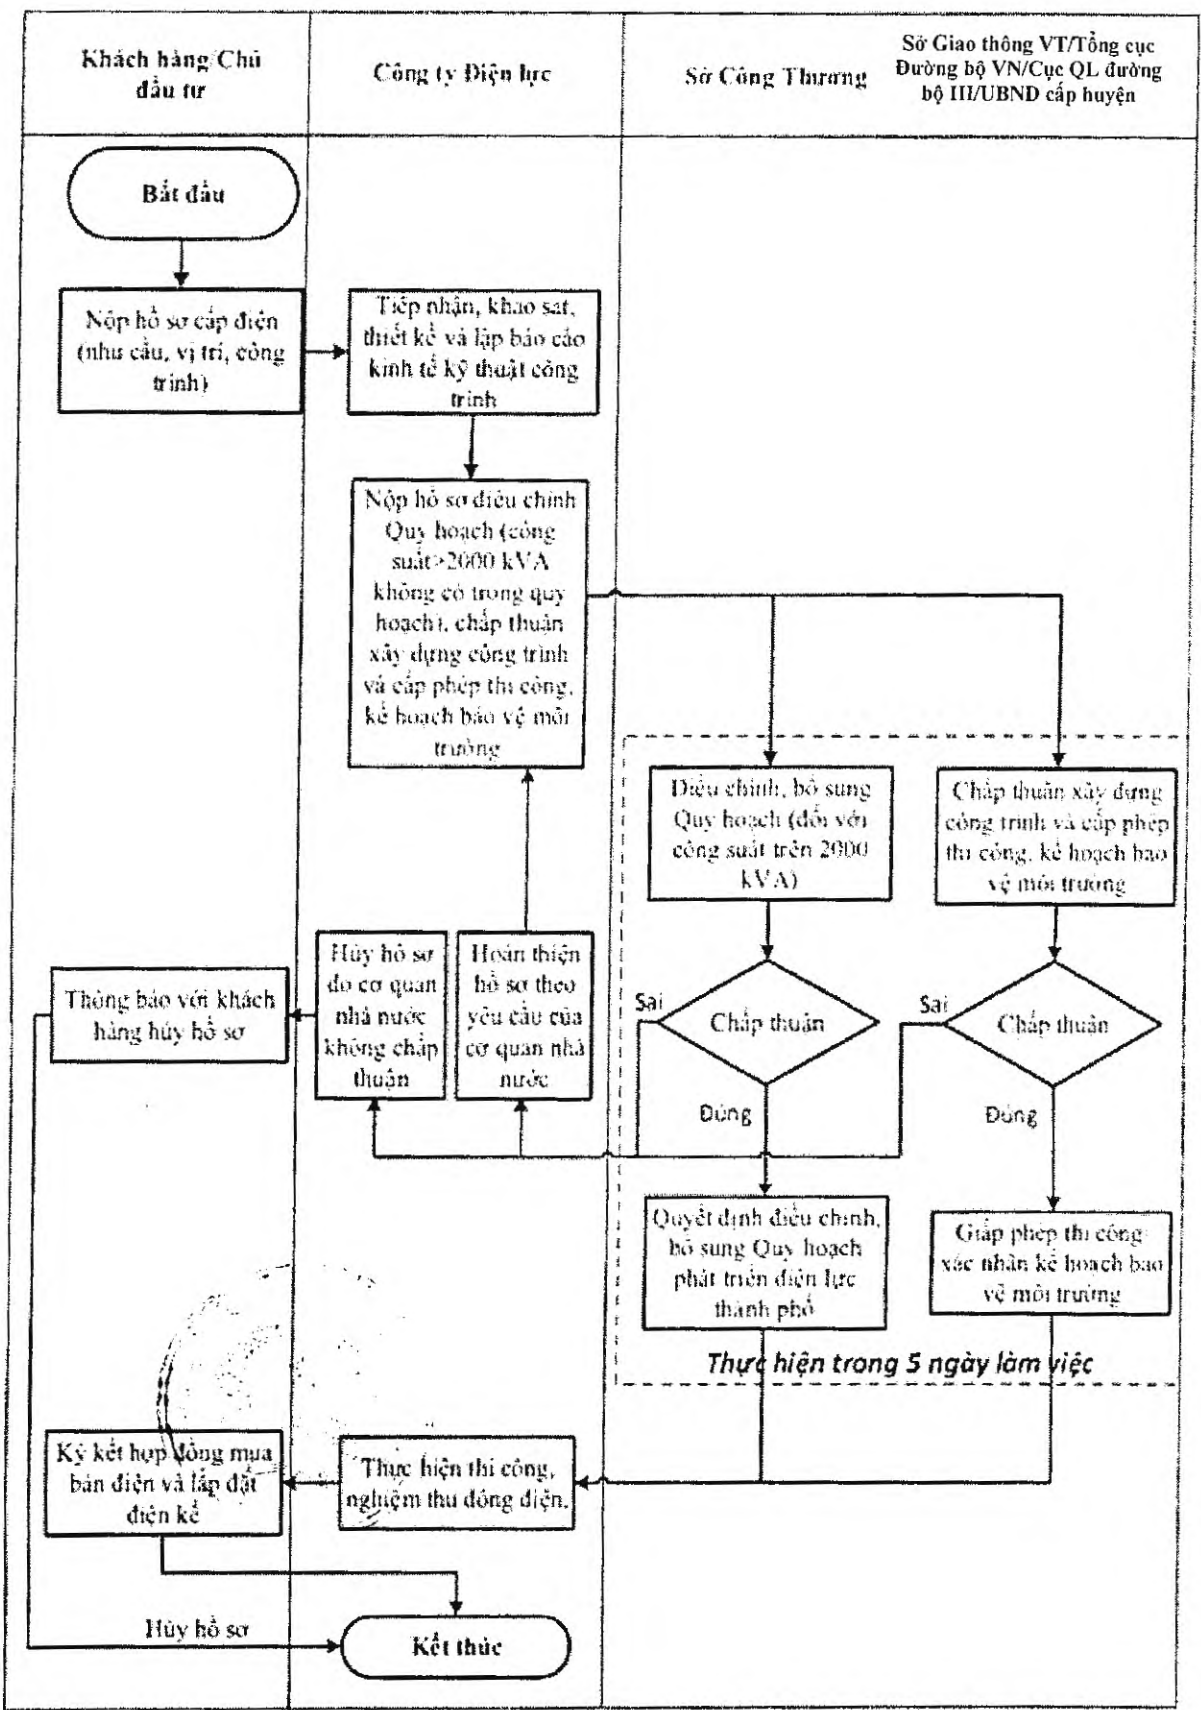 Khách hàng/Chủ
đầu tư
Công ty Điện lực
Sở Công Thương
Sở Giao thông VT/Tổng cục
Đường bộ VN/Cục QL đường
bộ III/UBND cấp huyện
Bắt đầu
Nộp hồ sơ cấp điện
(nhu cầu, vị trí, công
trình)
Tiếp nhận, khảo sát,
thiết kế và lập báo cáo
kinh tế kỹ thuật công
trình
Nộp hồ sơ điều chỉnh
Quy hoạch (công
suất>2000 kVA
không có trong quy
hoạch), chấp thuận
xây dựng công trình
và cấp phép thi công,
kế hoạch bảo vệ môi
trường
Điều chỉnh, bổ sung
Quy hoạch (đối với
công suất trên 2000
kVA)
Chấp thuận xây dựng
công trình và cấp phép
thi công, kế hoạch bảo
vệ môi trường
Thông báo với khách
hàng hủy hồ sơ
Hủy hồ sơ
do cơ quan
nhà nước
không chấp
thuận
Hoàn thiện
hồ sơ theo
yêu cầu của
cơ quan nhà
nước
Sai
Chấp thuận
Sai
Chấp thuận
Đúng
Đúng
Quyết định điều chỉnh,
bổ sung Quy hoạch
phát triển điện lực
thành phố
Giấp phép thi công
xác nhận kế hoạch bảo
vệ môi trường
Thực hiện trong 5 ngày làm việc
Ký kết hợp đồng mua
bán điện và lắp đặt
điện kế
Thực hiện thi công,
nghiệm thu đóng điện.
Hủy hồ sơ
Kết thúc